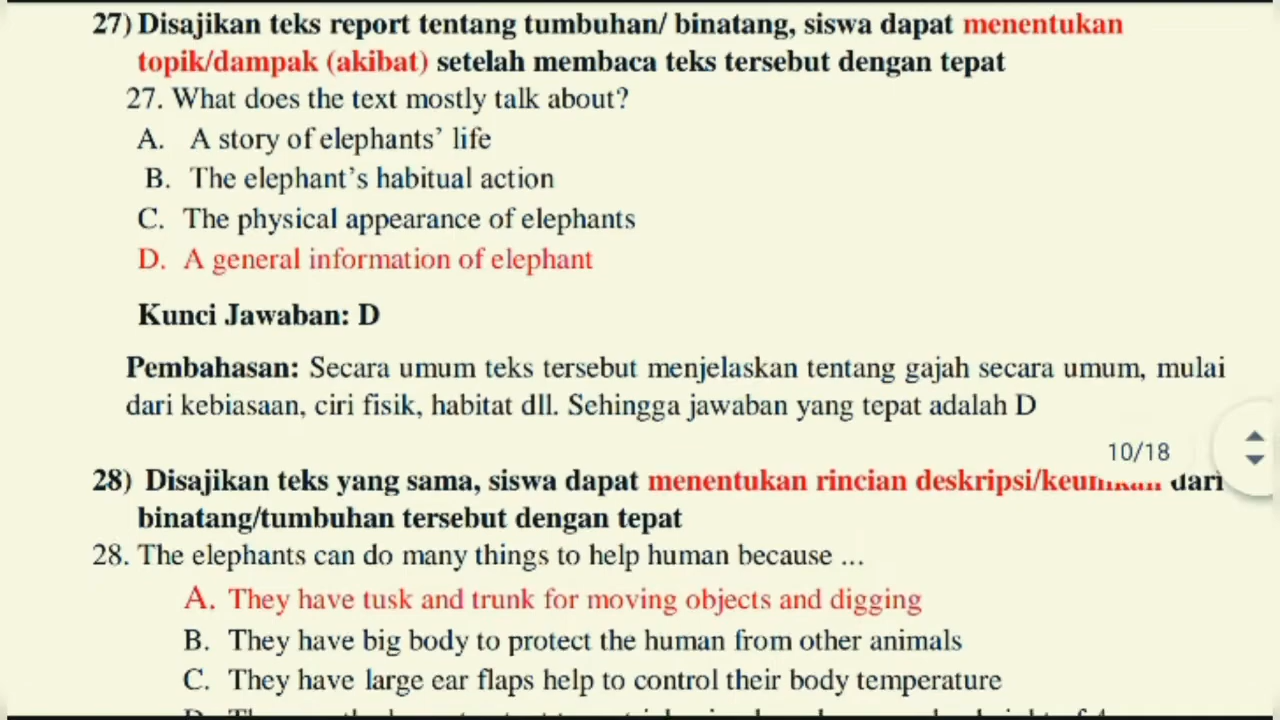 27) Disajikan teks report tentang tumbuhan/ binatang, siswa dapat menentukan
topik/dampak (akibat) setelah membaca teks tersebut dengan tepat
27. What does the text mostly talk about?
A. A story of elephants’ life
B. The elephant’s habitual action
C. The physical appearance of elephants
D. A general information of elephant
Kunci Jawaban: D
Pembahasan: Secara umum teks tersebut menjelaskan tentang gajah secara umum, mulai
dari kebiasaan, ciri fisik, habitat dll. Sehingga jawaban yang tepat adalah D
10/18
28) Disajikan teks yang sama, siswa dapat menentukan rincian deskripsi/keunikan dari
binatang/tumbuhan tersebut dengan tepat
28. The elephants can do many things to help human because ...
A. They have tusk and trunk for moving objects and digging
B. They have big body to protect the human from other animals
C. They have large ear flaps help to control their body temperature